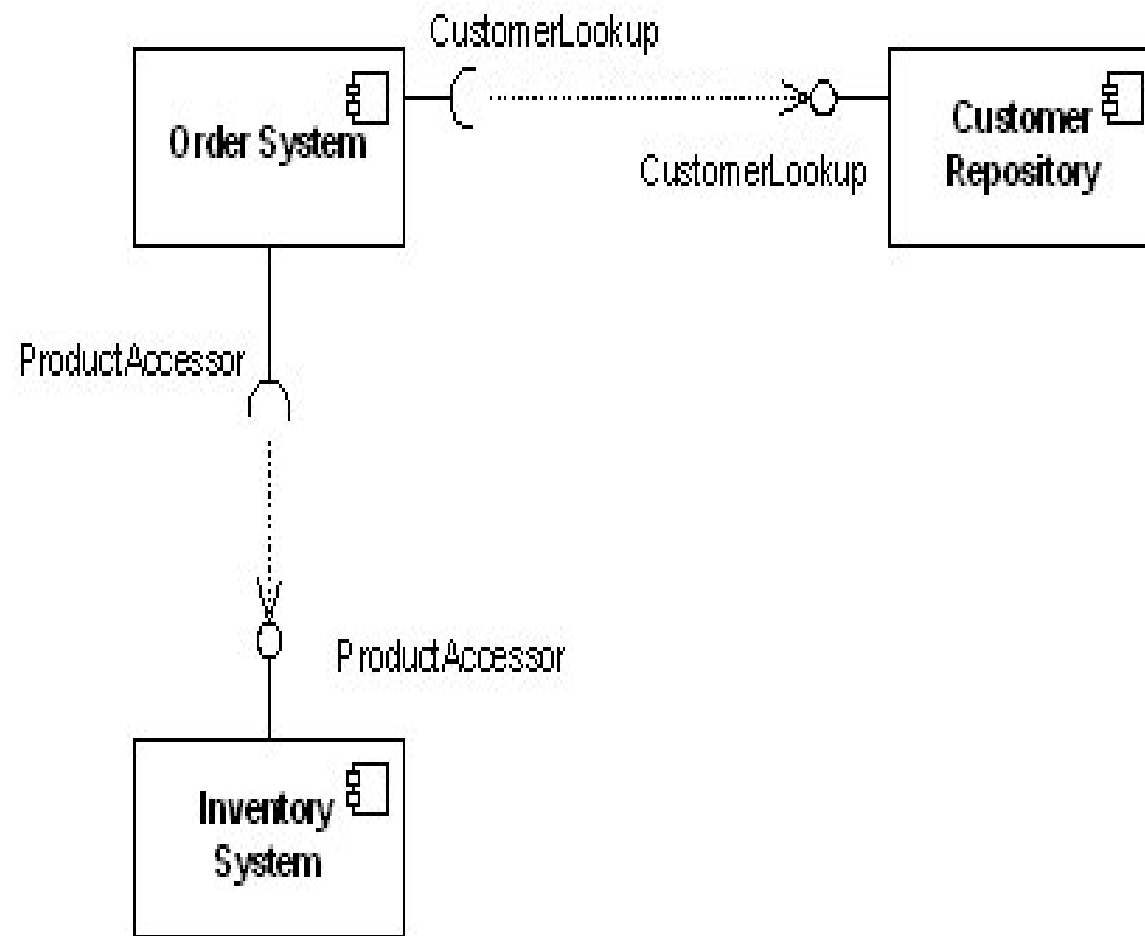 CustomerLookup
Order System
Customer
Repository
CustomerLookup
ProductAccessor
ProductAccessor
Inventory
System